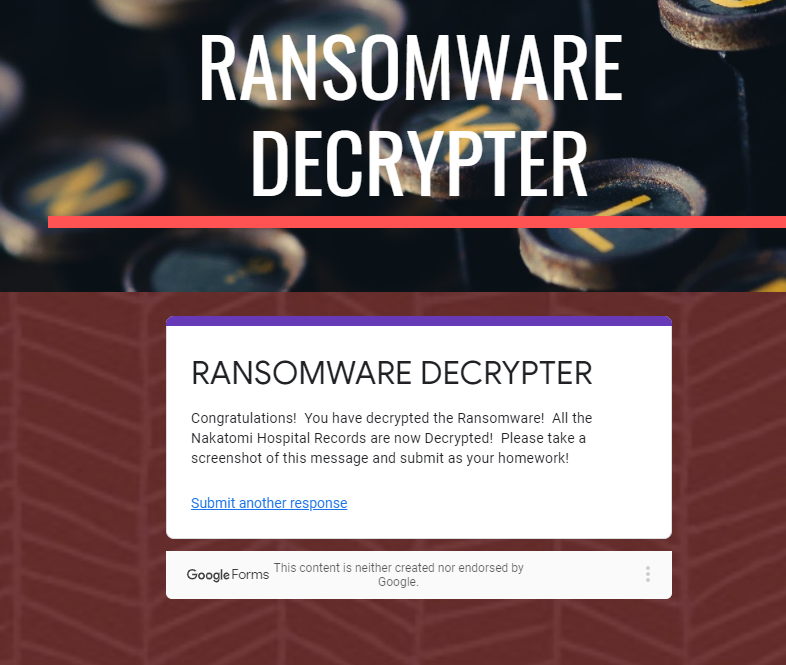 RANSOMWARE
DECRYPTER
RANSOMWARE DECRYPTER
Congratulations!  You have decrypted the Ransomware!  All the
Nakatomi Hospital Records are now Decrypted!  Please take a
screenshot of this message and submit as your homework!
Submit another response
Google Forms
This content is neither created nor endorsed by
Google.